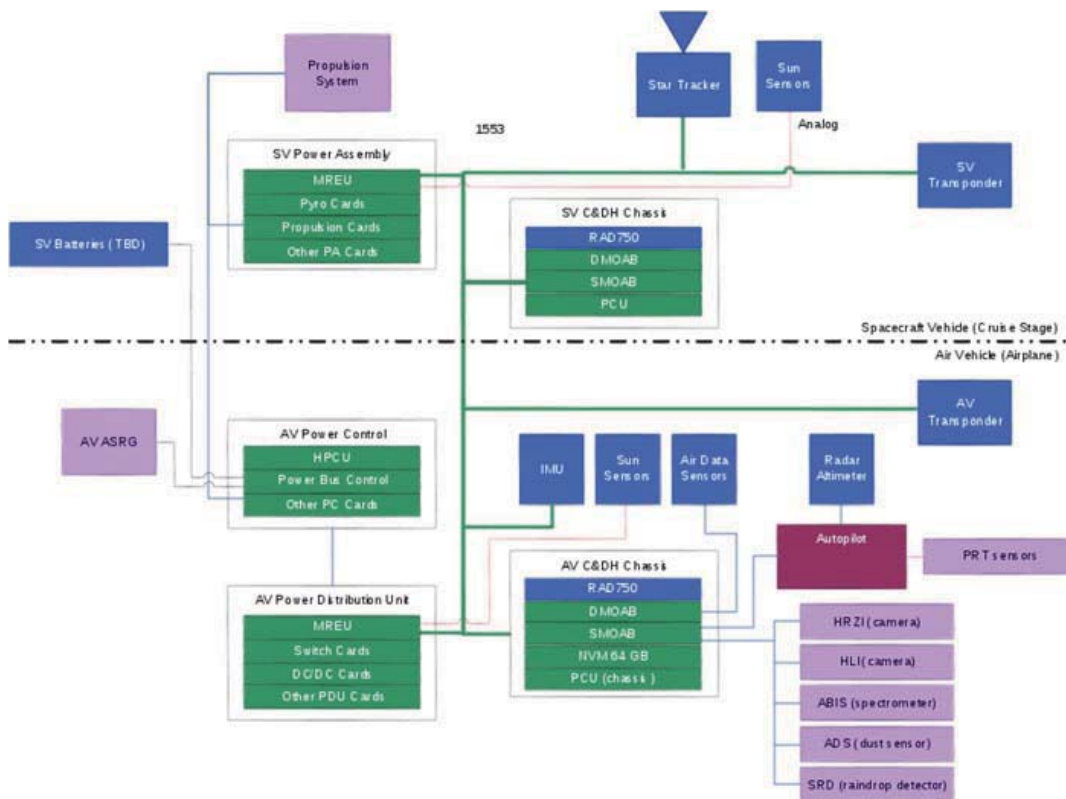 Propulsion
System
Star Tracker
Sun
Sensors
1553
Analog
SV Power Assembly
MREU
Pyro Cards
Propulsion Cards
Other PA Cards
SV
Transponder
SV C&DH Chassis
RAD750
DMOAB
SMOAB
PCU
SV Batteries (TBD)
Spacecraft Vehicle (Cruise Stage)
Air Vehicle (Airplane)
AV ASRG
AV Power Control
HPCU
Power Bus Control
Other PC Cards
AV
Transponder
IMU
Sun
Sensors
Air Data
Sensors
Radar
Altimeter
Autopilot
PRT sensors
AV C&DH Chassis
RAD750
DMOAB
SMOAB
NVM 64 GB
PCU (chassis)
AV Power Distribution Unit
MREU
Switch Cards
DC/DC Cards
Other PDU Cards
HRZI (camera)
HLI (camera)
ABIS (spectrometer)
ADS (dust sensor)
SRD (raindrop detector)